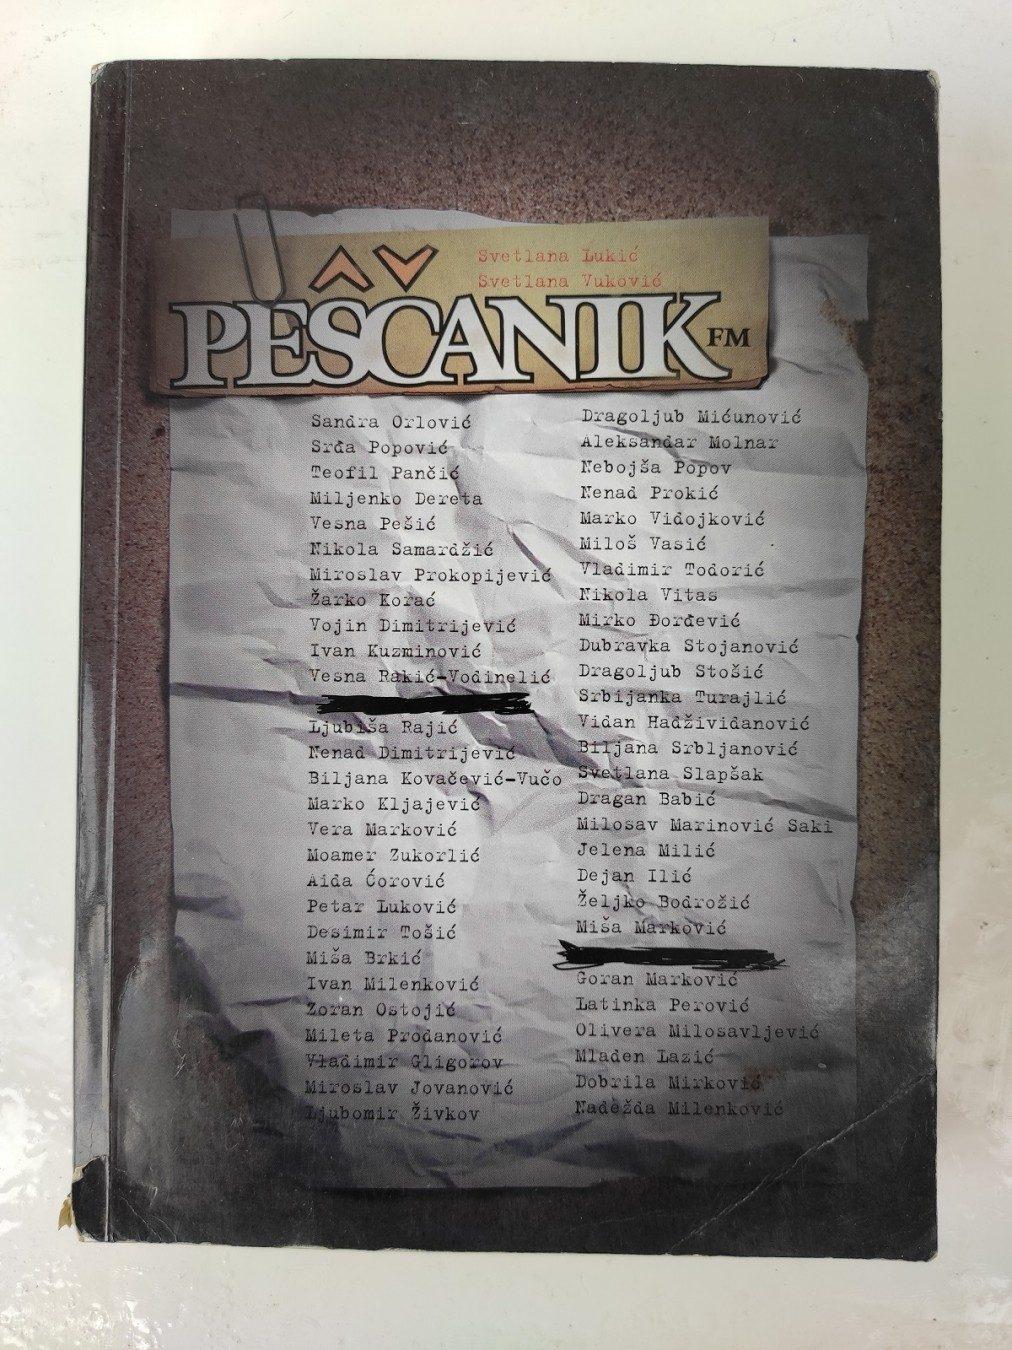 Svetlana Lukić
Svetlana Vuković
PEŠČANIK FM
Sandra Orlović
Srđa Popović
Teofil Pančić
Miljenko Dereta
Vesna Pešić
Nikola Samardžić
Miroslav Prokopijević
Žarko Korać
Vojin Dimitrijević
Ivan Kuzminović
Vesna Rakić-Vodinelić
Ljubiša Rajić
Nenad Dimitrijević
Biljana Kovačević-Vučo
Marko Kljajević
Vera Marković
Moamer Zukorlić
Aida Ćorović
Petar Luković
Desimir Tošić
Miša Brkić
Ivan Milenković
Zoran Ostojić
Mileta Prodanović
Vladimir Gligorov
Miroslav Jovanović
Ljubomir Živkov
Dragoljub Mićunović
Aleksandar Molnar
Nebojša Popov
Nenad Prokić
Marko Vidojković
Miloš Vasić
Vladimir Todorić
Nikola Vitas
Mirko Đorđević
Dubravka Stojanović
Dragoljub Stošić
Srbijanka Turajlić
Vidan Hadžividanović
Biljana Srbljanović
Svetlana Slapšak
Dragan Babić
Milosav Marinović Saki
Jelena Milić
Dejan Ilić
Željko Bodrožić
Miša Marković
Goran Marković
Latinka Perović
Olivera Milosavljević
Mladen Lazić
Dobrila Mirković
Nadežda Milenković